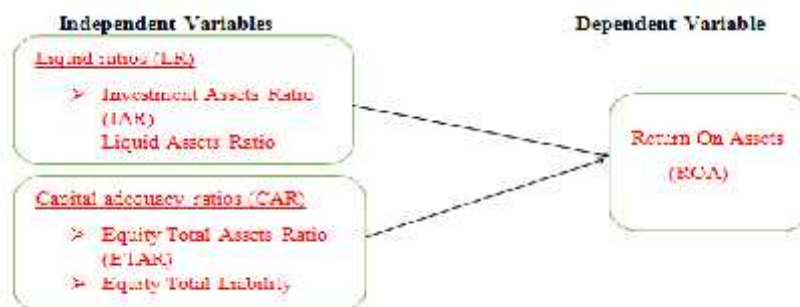 Independent Variables
Dependent Variable
Liquid ratios (LR)
➢ Investment Assets Ratio
(IAR)
Liquid Assets Ratio
Return On Assets
(ROA)
Capital adequacy ratios (CAR)
➢ Equity Total Assets Ratio
(ETAR)
➢ Equity Total Liability